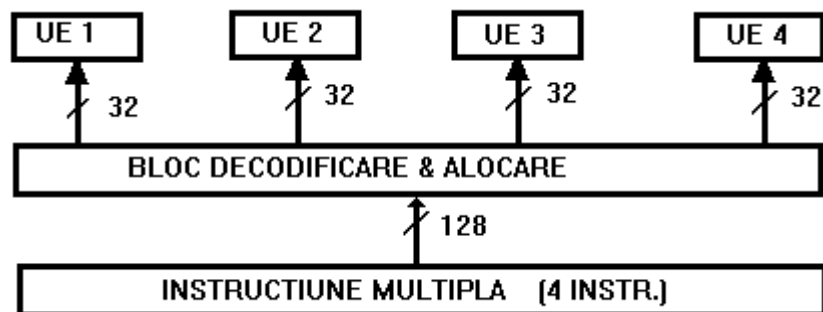 UE 1 UE 2 UE 3 UE 4
32 32 32 32
BLOC DECODIFICARE & ALOCARE
128
INSTRUCTIUNE MULTIPLA (4 INSTR.)